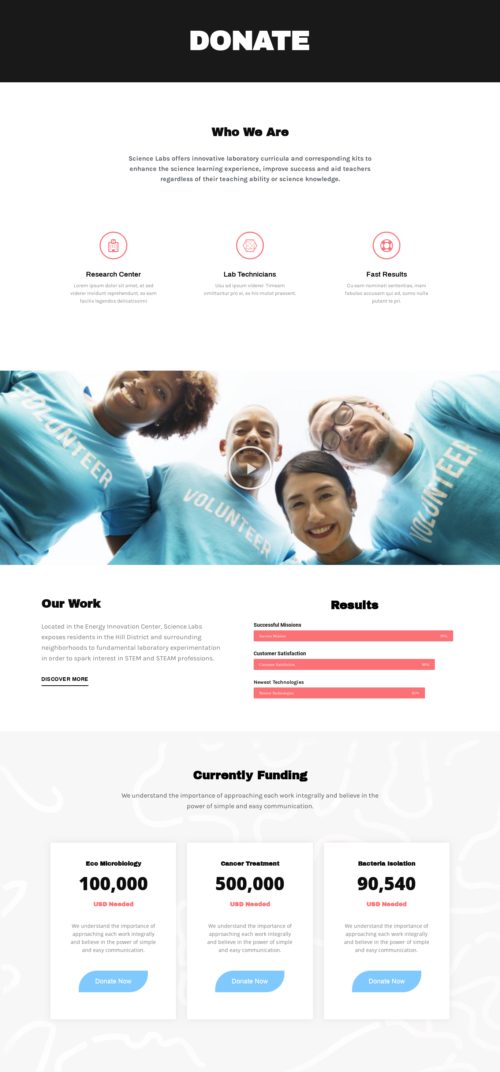 DONATE
Who We Are
Science Labs offers innovative laboratory curricula and corresponding kits to
enhance the science learning experience, improve success and aid teachers
regardless of their teaching ability or science knowledge.
Research Center
Lab Technicians
Fast Results
Lorem ipsum dolor sit amet, at sed
viderer invidunt reprehendunt, ex eam
facilis legendos delicatissimi
Usu ad ipsum viderer. Timeam
omittantur pro ei, ea his mutat praesent.
Cu eam nominati sententiae, mani
fabulas accusam qui ad, sumo nulla
putant te pri.
VOLUNTEER
VOLUNTEER
VOLUNTEER
Our Work
Located in the Energy Innovation Center, Science Labs
exposes residents in the Hill District and surrounding
neighborhoods to fundamental laboratory experimentation
in order to spark interest in STEM and STEAM professions.
DISCOVER MORE
Results
Successful Missions
Customer Satisfaction
Customer Satisfaction
Newest Technologies
Newest Technologies
Currently Funding
We understand the importance of approaching each work integrally and believe in the
power of simple and easy communication.
Eco Microbiology
100,000
USD Needed
We understand the importance of
approaching each work integrally
and believe in the power of simple
and easy communication.
Donate Now
Cancer Treatment
500,000
USD Needed
We understand the importance of
approaching each work integrally
and believe in the power of simple
and easy communication.
Donate Now
Bacteria Isolation
90,540
USD Needed
We understand the importance of
approaching each work integrally
and believe in the power of simple
and easy communication.
Donate Now